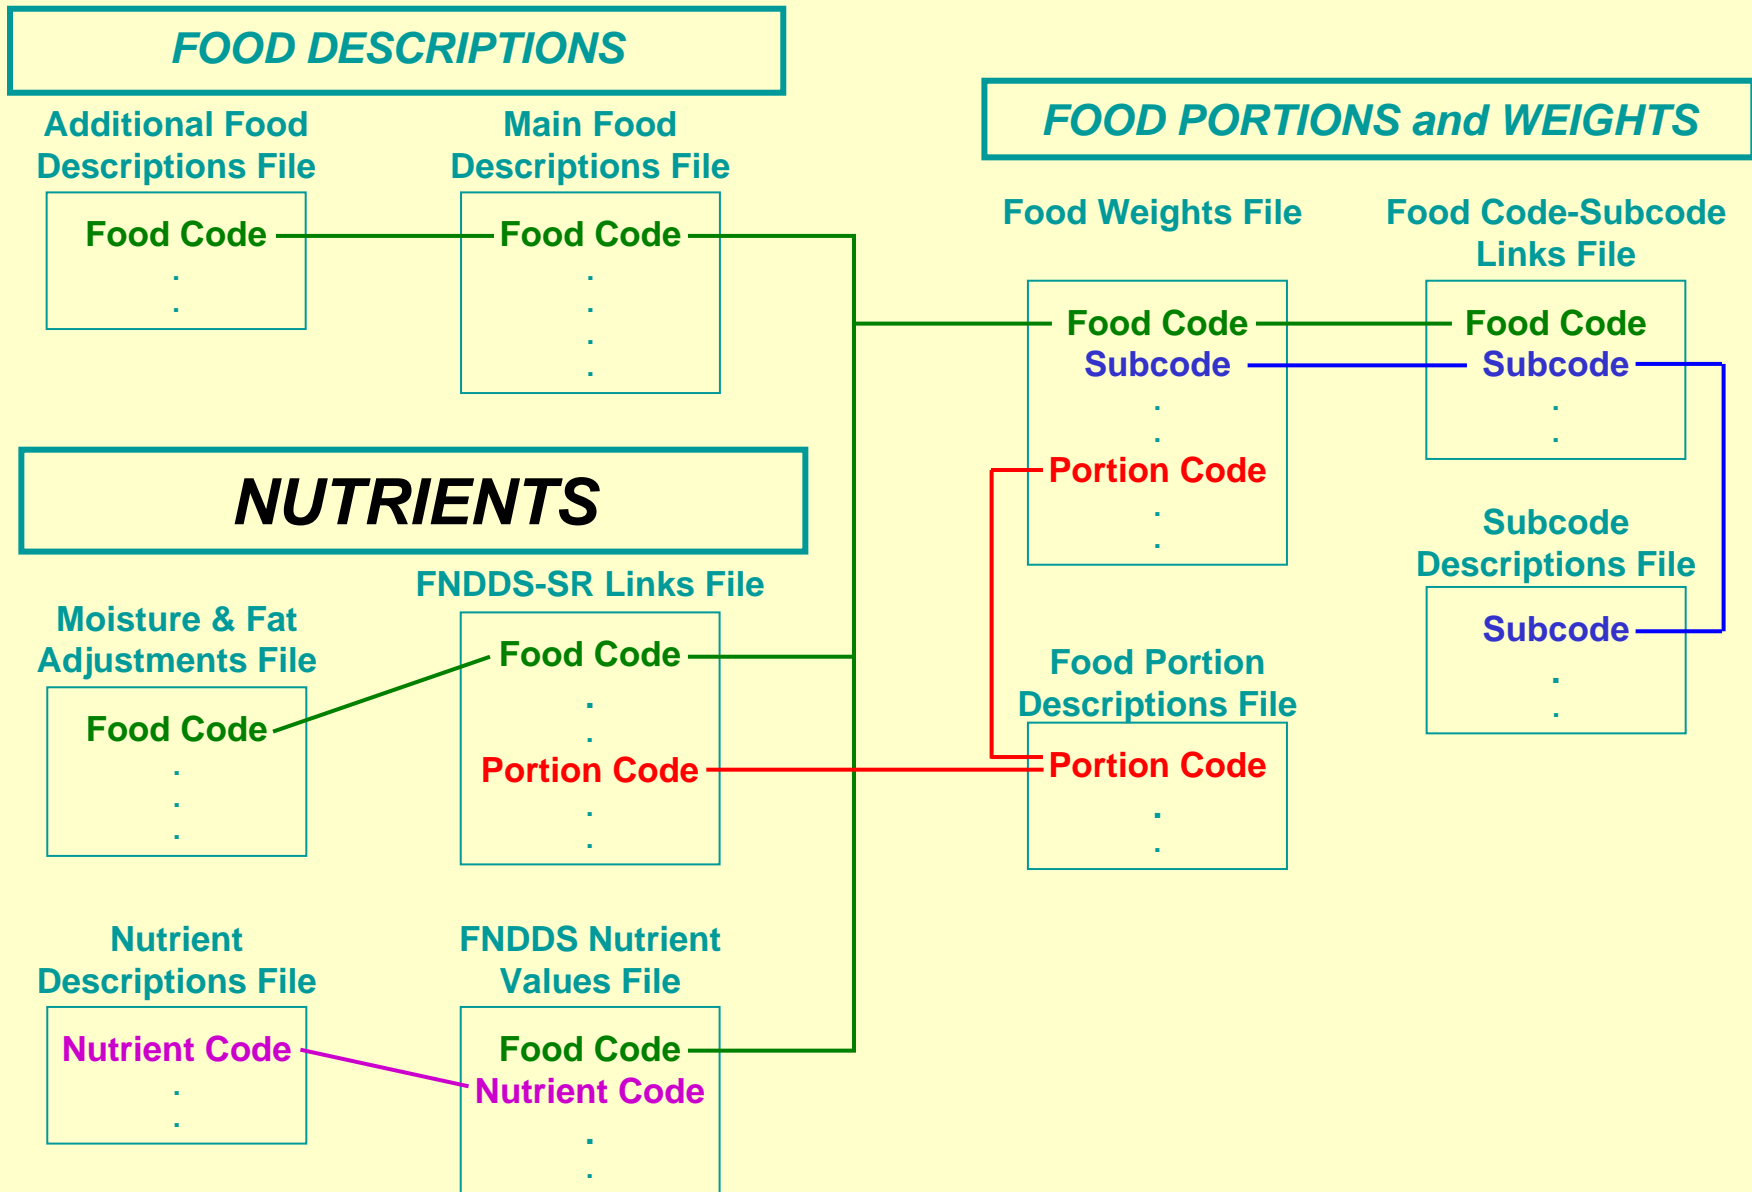 FOOD DESCRIPTIONS
Additional Food
Descriptions File
Food Code
.
.
Main Food
Descriptions File
Food Code
.
.
.
.
FOOD PORTIONS and WEIGHTS
Food Weights File
Food Code
Subcode
.
.
Portion Code
.
.
Food Code-Subcode
Links File
Food Code
Subcode
.
.
Subcode
Descriptions File
Subcode
.
.
Food Portion
Descriptions File
Portion Code
.
.
NUTRIENTS
Moisture & Fat
Adjustments File
Food Code
.
.
.
FNDDS-SR Links File
Food Code
.
.
Portion Code
.
.
Nutrient
Descriptions File
Nutrient Code
.
.
FNDDS Nutrient
Values File
Food Code
Nutrient Code
.
.